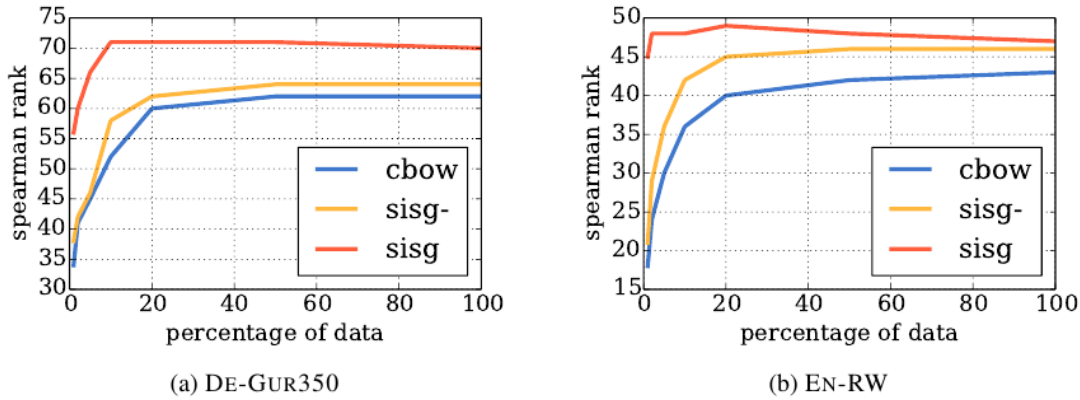 75
70
65
60
55
50
45
40
35
30
spearman rank
cbow
sisg-
sisg
0 20 40 60 80 100
percentage of data
(a) DE-GUR350
50
45
40
35
30
25
20
15
spearman rank
cbow
sisg-
sisg
0 20 40 60 80 100
percentage of data
(b) EN-RW